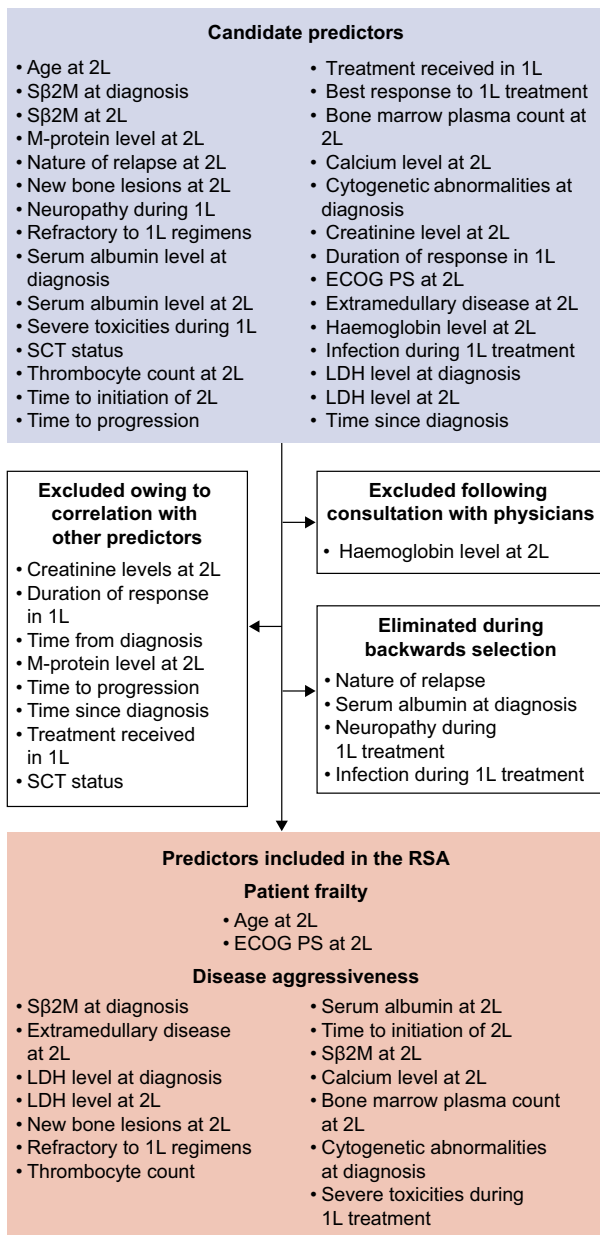 Candidate predictors
• Age at 2L
• Sβ2M at diagnosis
• Sβ2M at 2L
• M-protein level at 2L
• Nature of relapse at 2L
• New bone lesions at 2L
• Neuropathy during 1L
• Refractory to 1L regimens
• Serum albumin level at
diagnosis
• Serum albumin level at 2L
• Severe toxicities during 1L
• SCT status
• Thrombocyte count at 2L
• Time to initiation of 2L
• Time to progression
• Treatment received in 1L
• Best response to 1L treatment
• Bone marrow plasma count at
2L
• Calcium level at 2L
• Cytogenetic abnormalities at
diagnosis
• Creatinine level at 2L
• Duration of response in 1L
• ECOG PS at 2L
• Extramedullary disease at 2L
• Haemoglobin level at 2L
• Infection during 1L treatment
• LDH level at diagnosis
• LDH level at 2L
• Time since diagnosis
Excluded owing to
correlation with
other predictors
• Creatinine levels at 2L
• Duration of response
in 1L
• Time from diagnosis
• M-protein level at 2L
• Time to progression
• Time since diagnosis
• Treatment received
in 1L
• SCT status
Excluded following
consultation with physicians
• Haemoglobin level at 2L
Eliminated during
backwards selection
• Nature of relapse
• Serum albumin at diagnosis
• Neuropathy during
1L treatment
• Infection during 1L treatment
Predictors included in the RSA
Patient frailty
• Age at 2L
• ECOG PS at 2L
Disease aggressiveness
• Sβ2M at diagnosis
• Extramedullary disease
at 2L
• LDH level at diagnosis
• LDH level at 2L
• New bone lesions at 2L
• Refractory to 1L regimens
• Thrombocyte count
• Serum albumin at 2L
• Time to initiation of 2L
• Sβ2M at 2L
• Calcium level at 2L
• Bone marrow plasma count
at 2L
• Cytogenetic abnormalities
at diagnosis
• Severe toxicities during
1L treatment